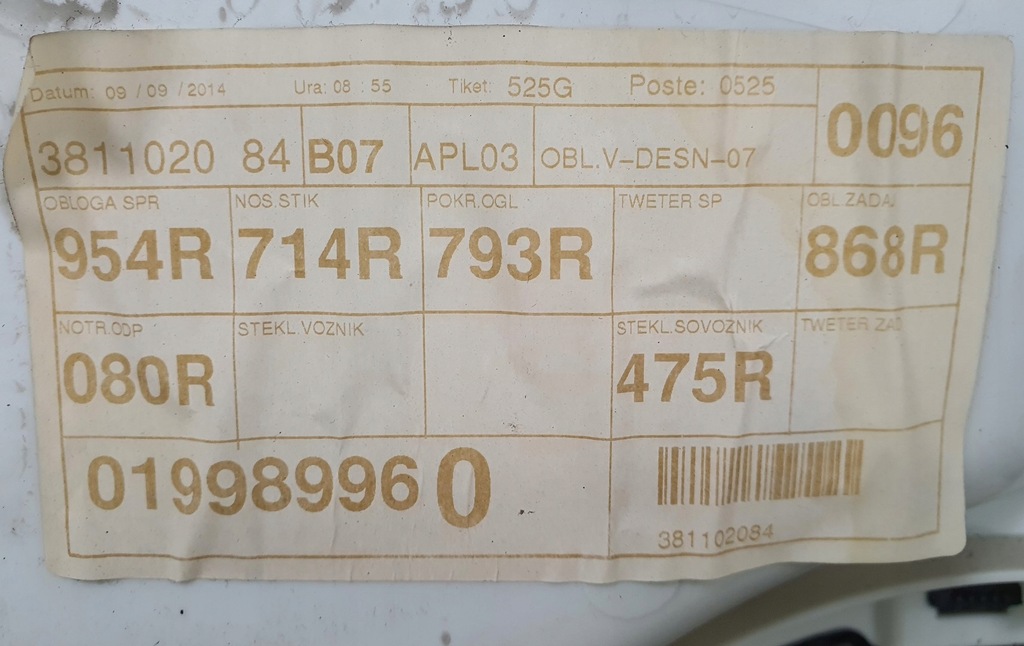 Datum: 09 / 09 / 2014 Ura: 08 : 55 Tiket: 525G Poste: 0525
0096
3811020 84 B07 APL03 OBL.V-DESN-07
OBLOGA SPR NOS.STIK POKR.OGL TWETER SP OBL.ZADAJ
954R 714R 793R 868R
NOTR.ODP STEKL.VOZNIK STEKL.SOVOZNIK TWETER ZAD
080R 475R
01998996 0
381102084